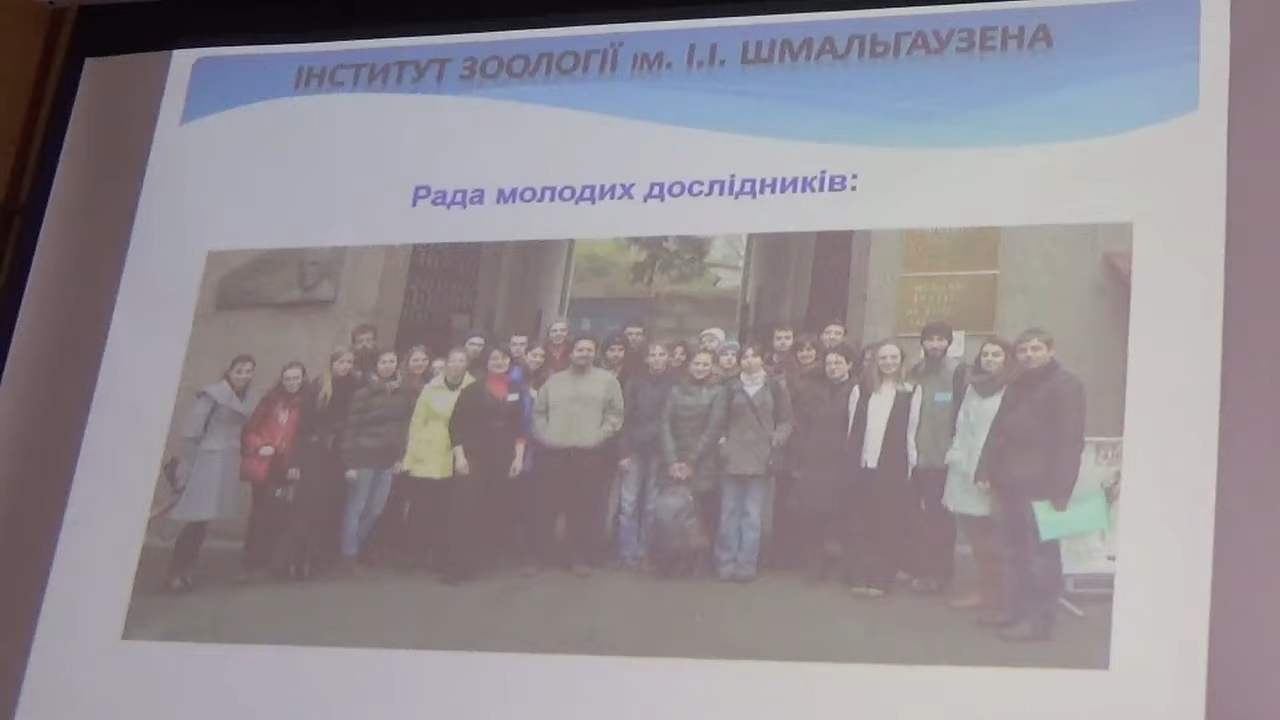 ІНСТИТУТ ЗООЛОГІЇ ІМ. І.І. ШМАЛЬГАУЗЕНА
Рада молодих дослідників: